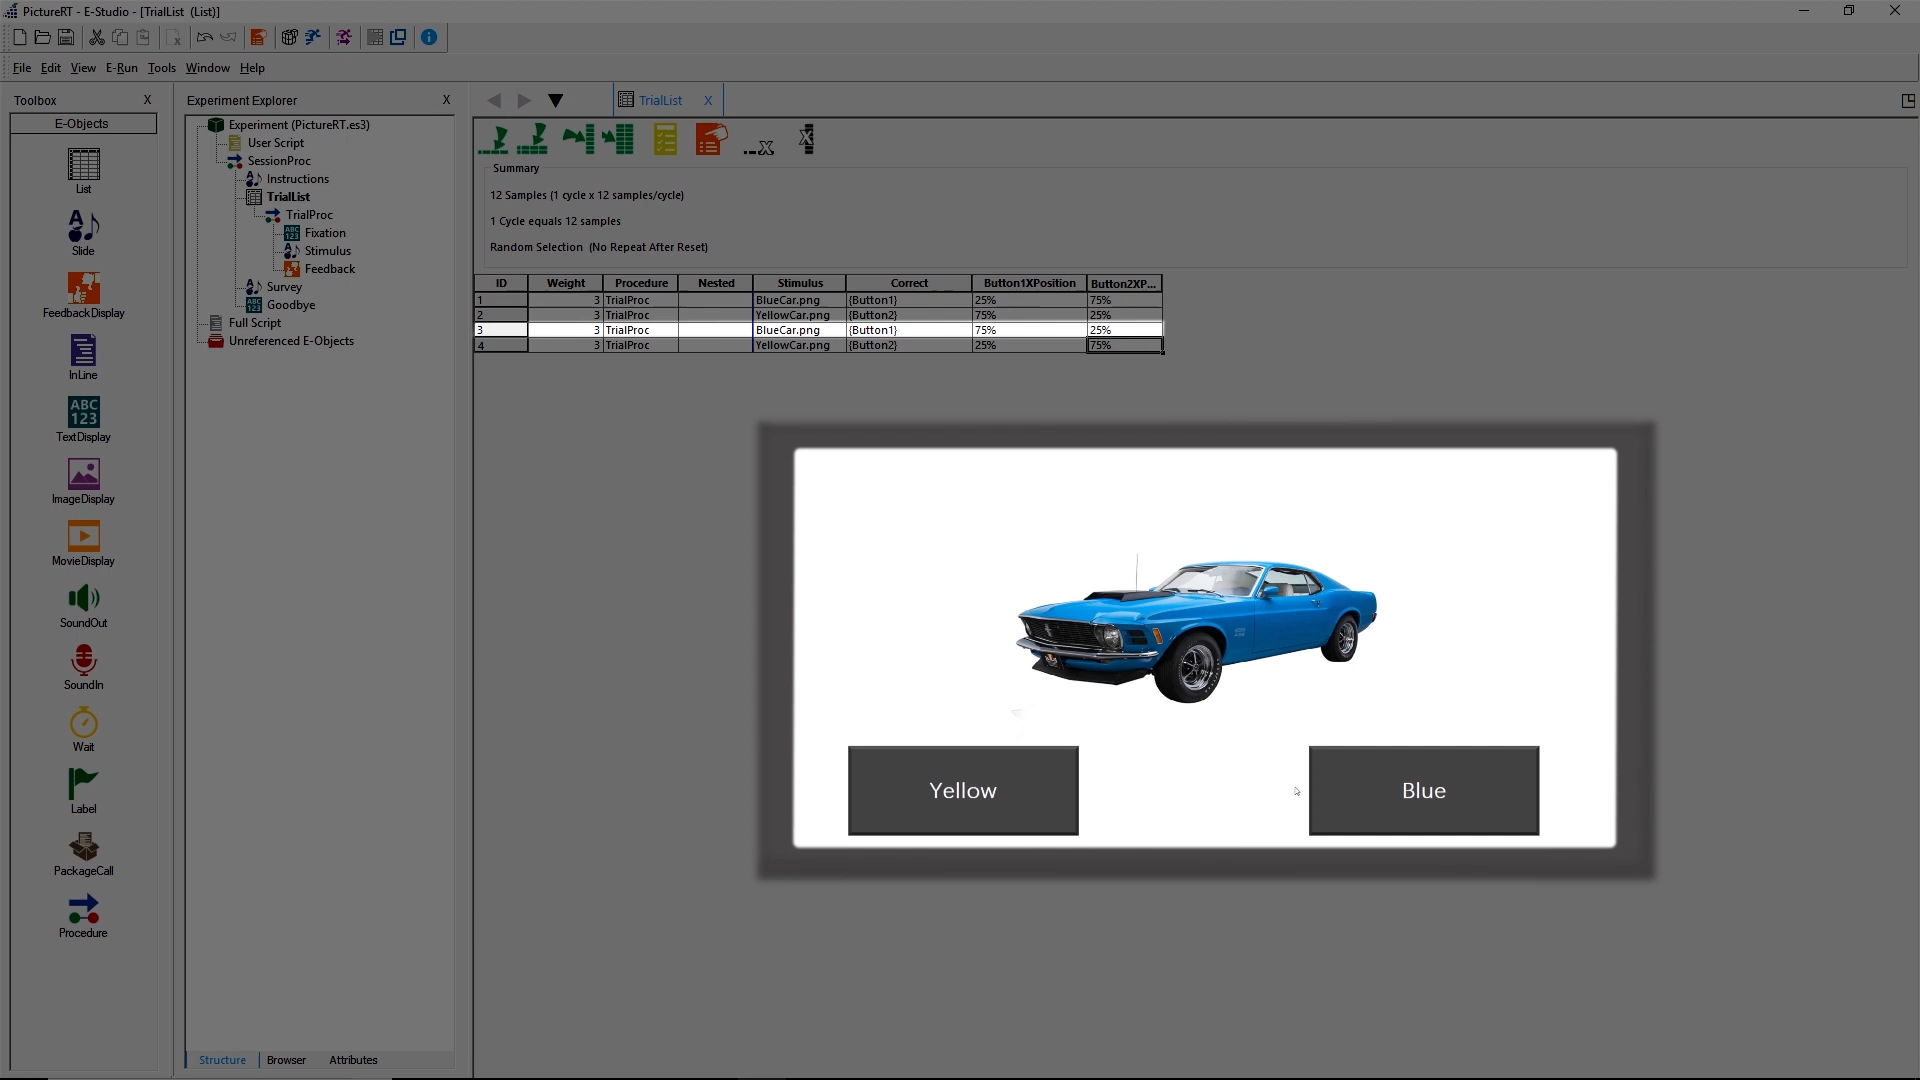 PictureRT - E-Studio - [TrialList (List)]
File Edit View E-Run Tools Window Help
Toolbox X
E-Objects
List
Slide
FeedbackDisplay
InLine
ABC
123
TextDisplay
ImageDisplay
MovieDisplay
SoundOut
SoundIn
Wait
Label
PackageCall
Procedure
Experiment Explorer X
Experiment (PictureRT.es3)
User Script
SessionProc
Instructions
TrialList
TrialProc
Fixation
Stimulus
Feedback
Survey
Goodbye
Full Script
Unreferenced E-Objects
Structure Browser Attributes
TrialList X
Summary
12 Samples (1 cycle x 12 samples/cycle)
1 Cycle equals 12 samples
Random Selection (No Repeat After Reset)
ID Weight Procedure Nested Stimulus Correct Button1XPosition Button2XP...
1 3 TrialProc BlueCar.png {Button1} 25% 75%
2 3 TrialProc YellowCar.png {Button2} 75% 25%
3 3 TrialProc BlueCar.png {Button1} 75% 25%
4 3 TrialProc YellowCar.png {Button2} 25% 75%
Yellow Blue